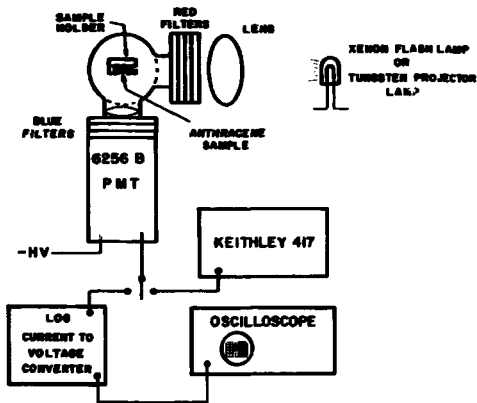 SAMPLE
HOLDER
RED
FILTERS
LENS
XENON FLASH LAMP
OR
TUNGSTEN PROJECTOR
LAMP
BLUE
FILTERS
ANTHRACENE
SAMPLE
6256 B
PMT
-HV
KEITHLEY 417
LOG
CURRENT TO
VOLTAGE
CONVERTER
OSCILLOSCOPE